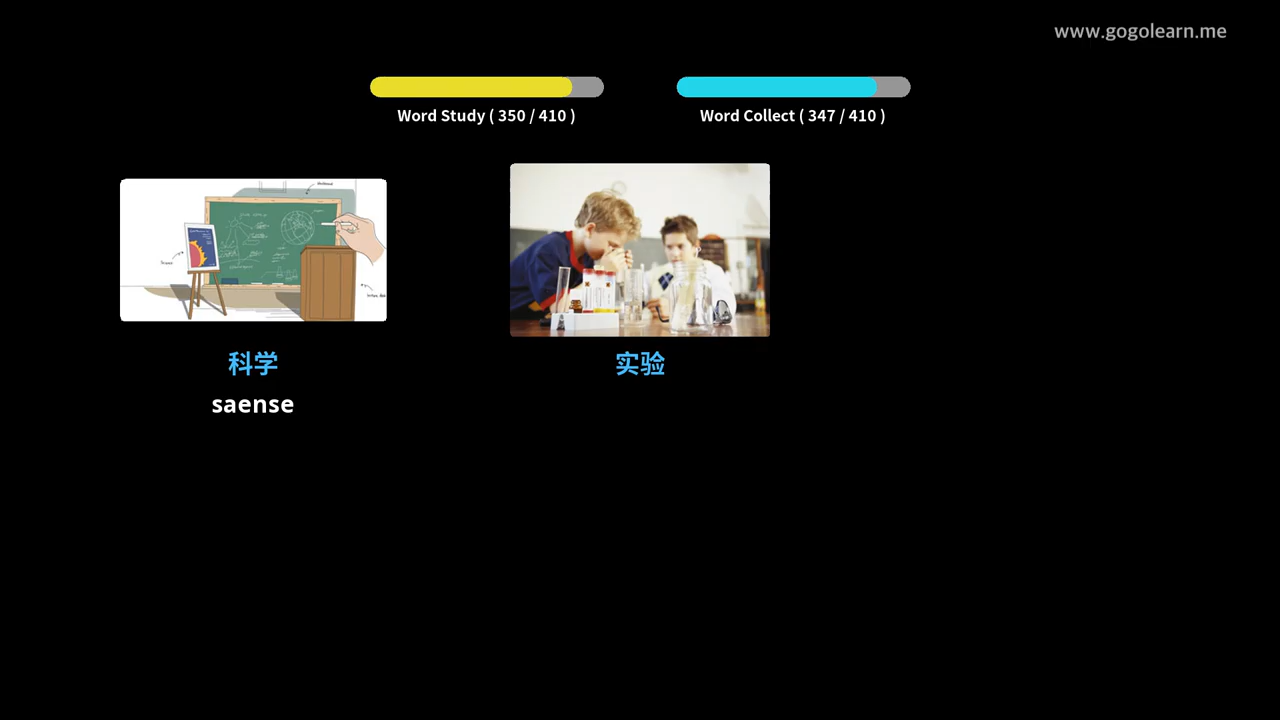 www.gogolearn.me
Word Study ( 350 / 410 )
Word Collect ( 347 / 410 )
科学
实验
saense